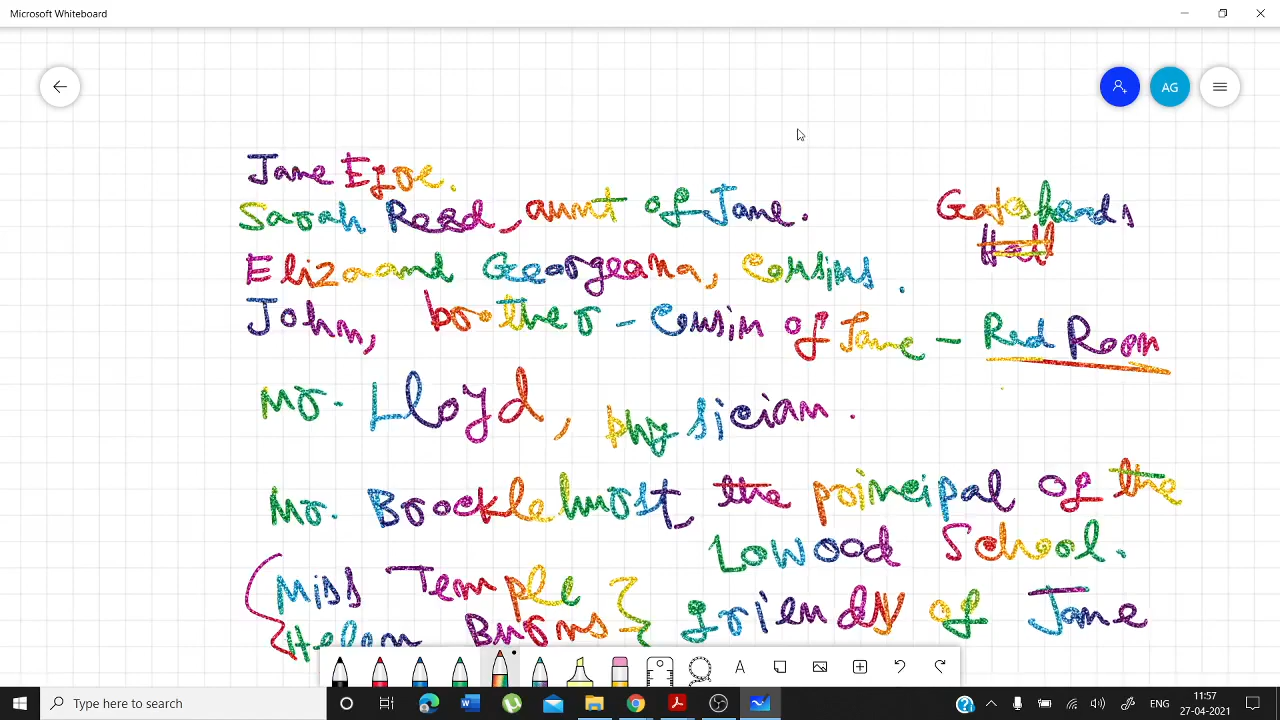 Microsoft Whiteboard
AG
Jane Eyre.
Sarah Reed, aunt of Jane.
Gateshead,
Hall
Eliza and Georgeana, Cousins.
John, brother - Cousin of Jane - Red Room
Mr. Lloyd, physician.
Mr. Brocklehurst, the principal of the
Lowood School.
Miss Temple
Helen Burns } friends of Jane
A
Type here to search
W
ENG
11:57
27-04-2021